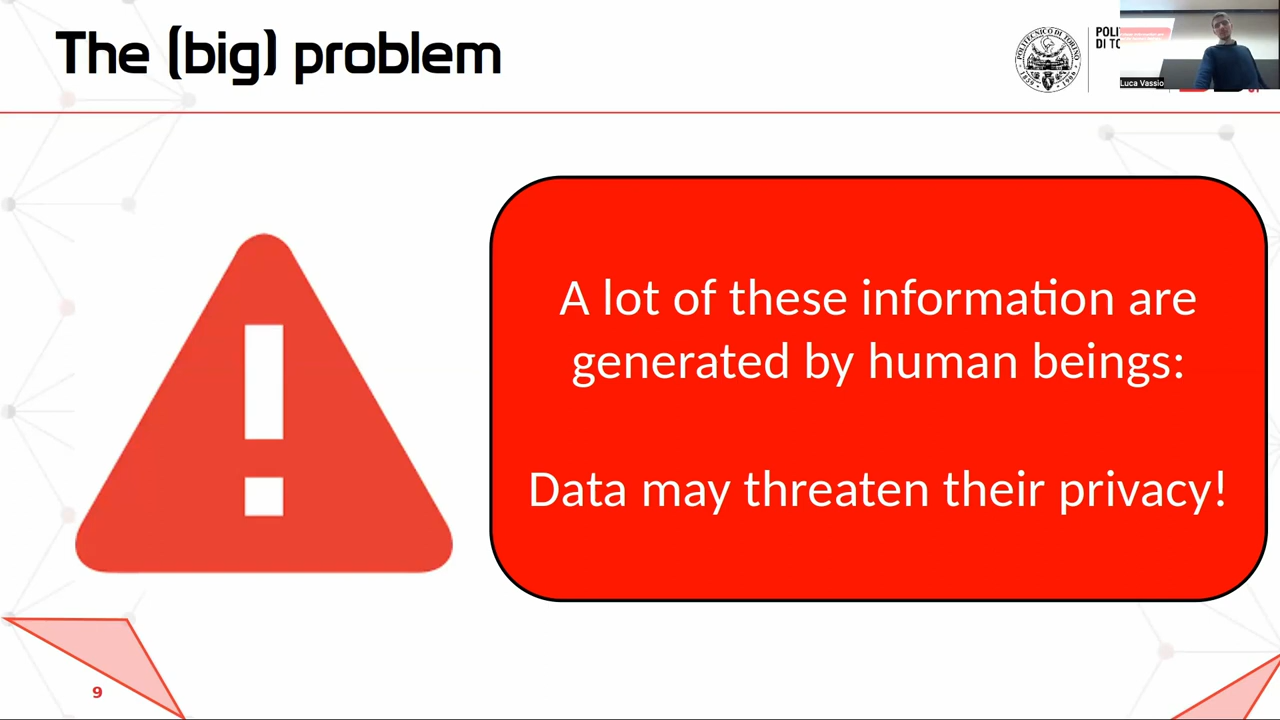 The (big) problem
POLI
DI TO
Luca Vassio
A lot of these information are
generated by human beings:
Data may threaten their privacy!
9